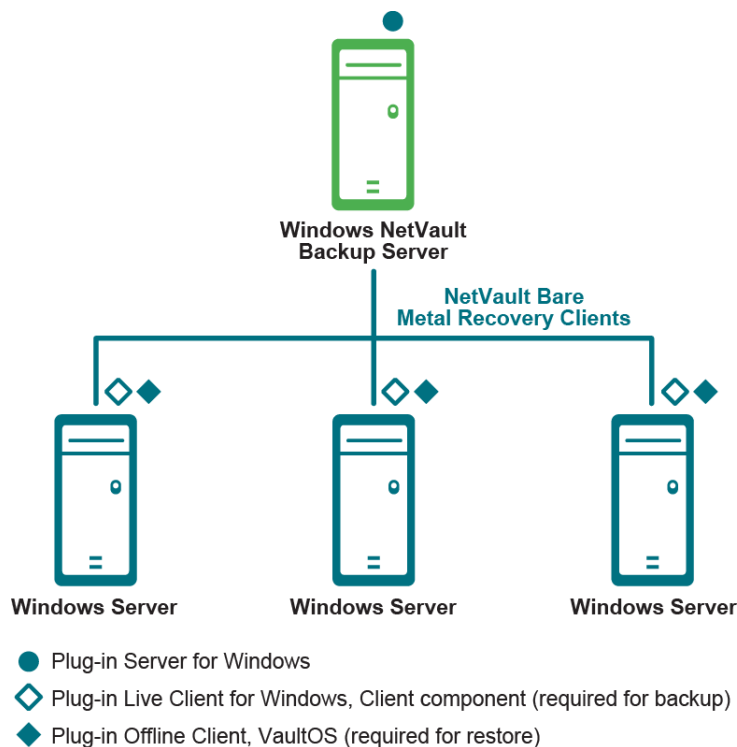 Windows NetVault
Backup Server
NetVault Bare
Metal Recovery Clients
Windows Server
Windows Server
Windows Server
Plug-in Server for Windows
Plug-in Live Client for Windows, Client component (required for backup)
Plug-in Offline Client, VaultOS (required for restore)